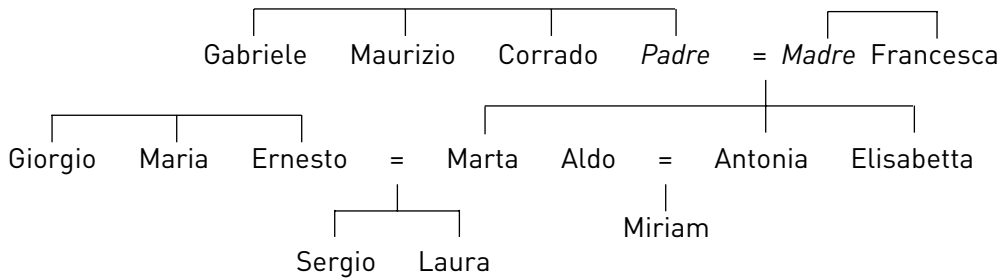 Gabriele Maurizio Corrado Padre = Madre Francesca
Giorgio Maria Ernesto = Marta Aldo = Antonia Elisabetta
Miriam
Sergio Laura